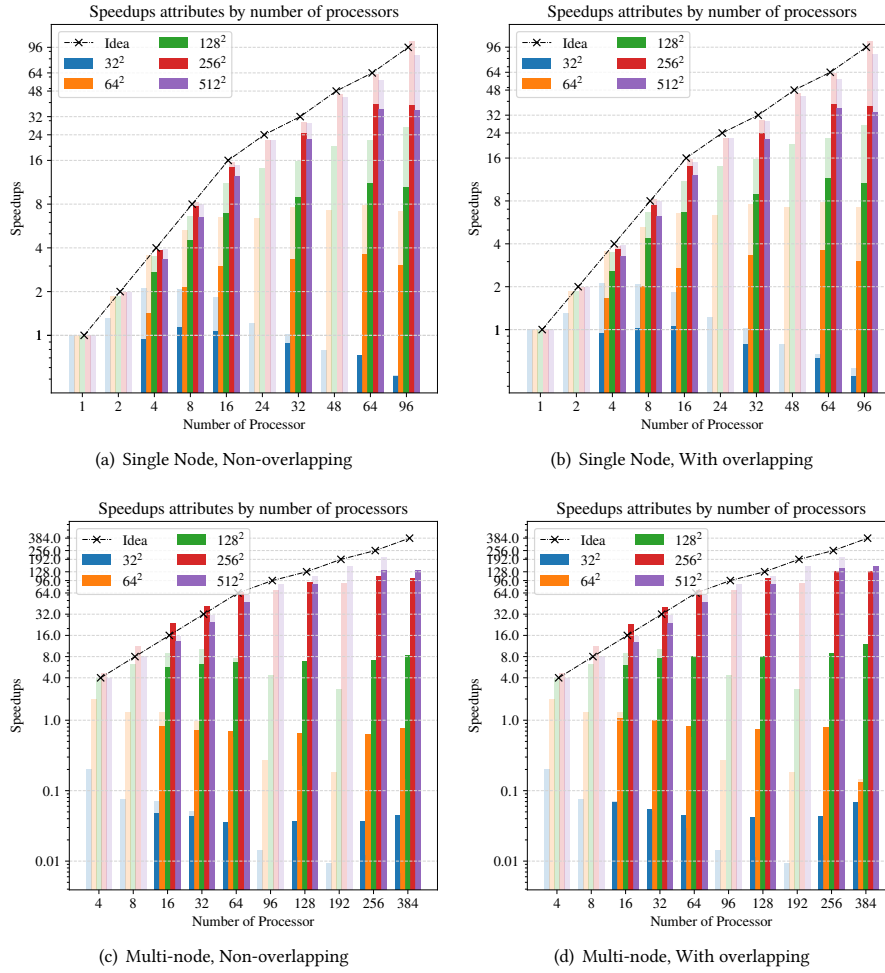 Speedups attributes by number of processors
Idea
32²
64²
128²
256²
512²
96
64
48
32
24
16
8
4
2
1
Speedups
1 2 4 8 16 24 32 48 64 96
Number of Processor
(a) Single Node, Non-overlapping
Speedups attributes by number of processors
Idea
32²
64²
128²
256²
512²
96
64
48
32
24
16
8
4
2
1
Speedups
1 2 4 8 16 24 32 48 64 96
Number of Processor
(b) Single Node, With overlapping
Speedups attributes by number of processors
Idea
32²
64²
128²
256²
512²
384.0
256.0
192.0
128.0
96.0
64.0
32.0
16.0
8.0
4.0
1.0
0.1
0.01
Speedups
4 8 16 32 64 96 128 192 256 384
Number of Processor
(c) Multi-node, Non-overlapping
Speedups attributes by number of processors
Idea
32²
64²
128²
256²
512²
384.0
256.0
192.0
128.0
96.0
64.0
32.0
16.0
8.0
4.0
1.0
0.1
0.01
Speedups
4 8 16 32 64 96 128 192 256 384
Number of Processor
(d) Multi-node, With overlapping